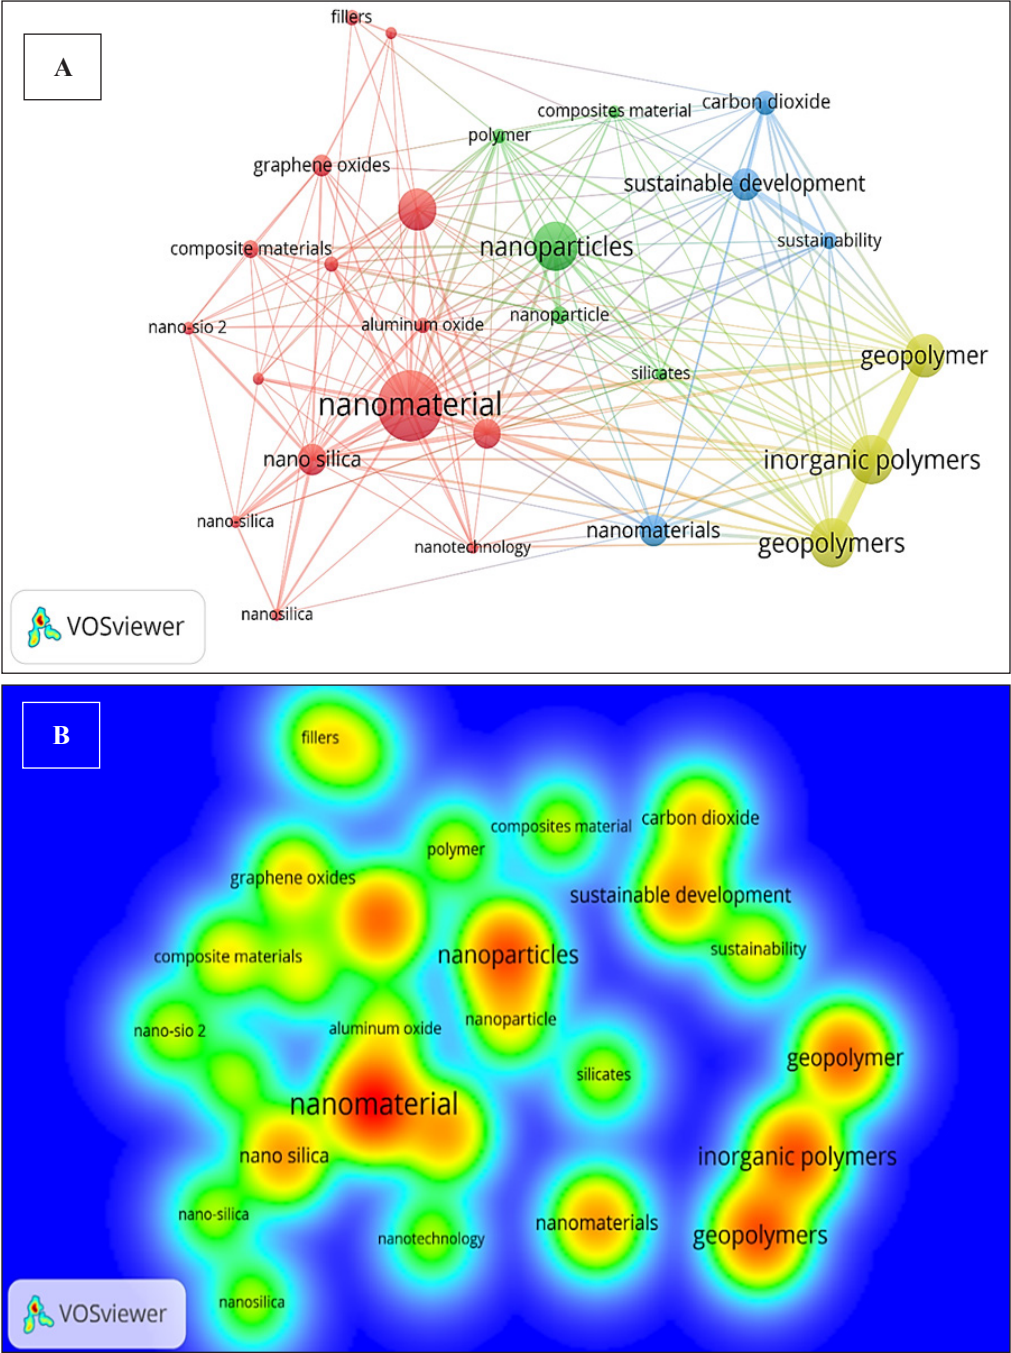 fillers
A
carbon dioxide
composites material
polymer
graphene oxides
sustainable development
nanoparticles
sustainability
composite materials
nanoparticle
aluminum oxide
nano-sio 2
geopolymer
silicates
nanomaterial
nano silica
inorganic polymers
nano-silica
nanomaterials
geopolymers
nanotechnology
nanosilica
VOSviewer
B
fillers
carbon dioxide
composites material
polymer
graphene oxides
sustainable development
sustainability
nanoparticles
composite materials
nanoparticle
aluminum oxide
nano-sio 2
geopolymer
silicates
nanomaterial
nano silica
inorganic polymers
nano-silica
nanomaterials
geopolymers
nanotechnology
nanosilica
VOSviewer